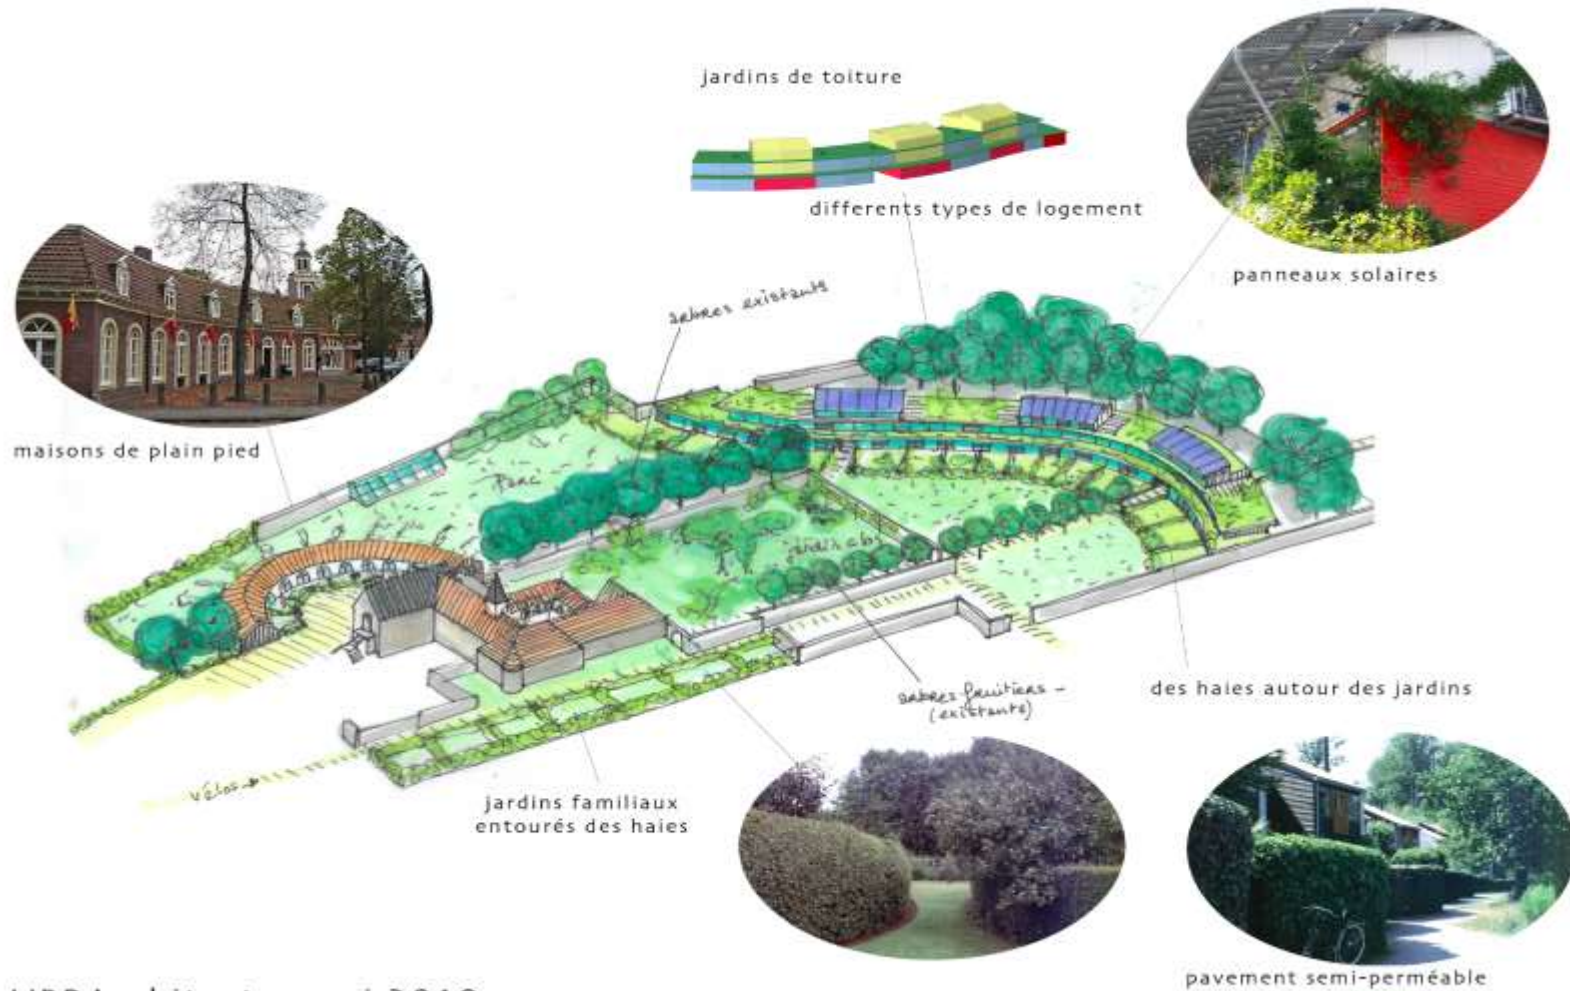 jardins de toiture
differents types de logement
panneaux solaires
arbres existants
maisons de plain pied
Parc
des haies autour des jardins
arbres fruitiers -
(existants)
Vélos
jardins familiaux
entourés des haies
pavement semi-perméable